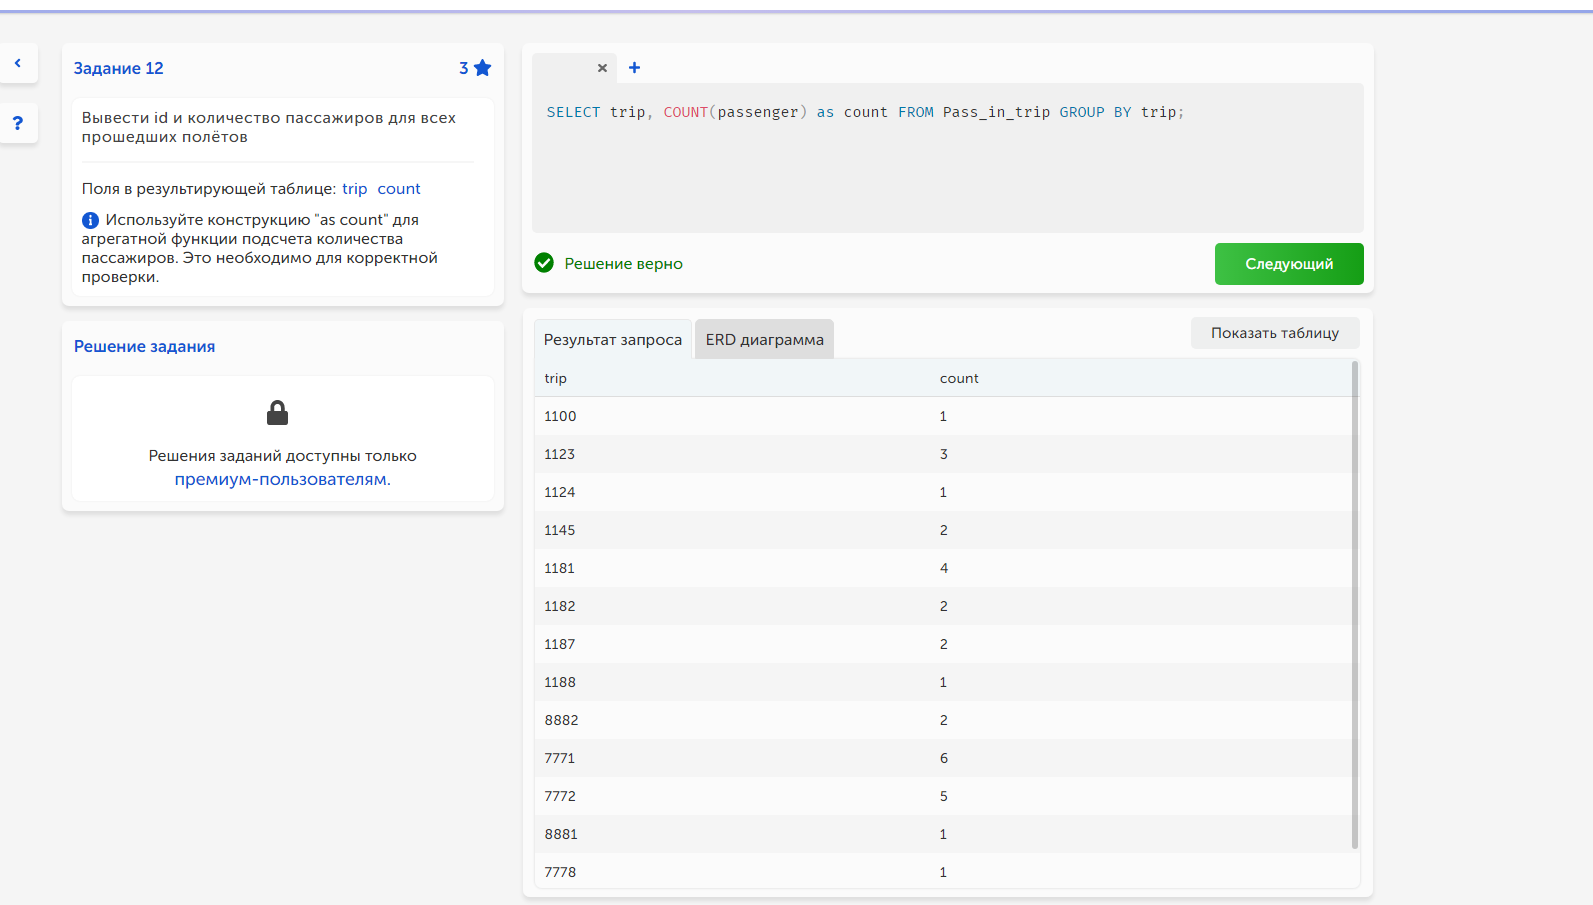 Задание 12
3
Вывести id и количество пассажиров для всех
прошедших полётов
Поля в результирующей таблице: trip count
Используйте конструкцию "as count" для
агрегатной функции подсчета количества
пассажиров. Это необходимо для корректной
проверки.
Решение задания
Решения заданий доступны только
премиум-пользователям.
SELECT trip, COUNT(passenger) as count FROM Pass_in_trip GROUP BY trip;
Решение верно
Следующий
Результат запроса
ERD диаграмма
Показать таблицу
trip count
1100 1
1123 3
1124 1
1145 2
1181 4
1182 2
1187 2
1188 1
8882 2
7771 6
7772 5
8881 1
7778 1